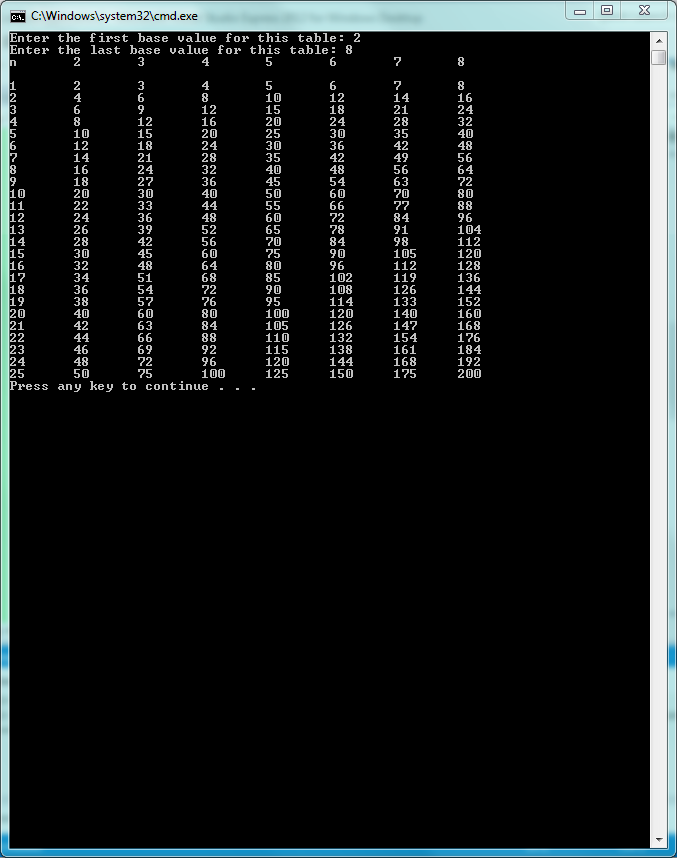 C:\Windows\system32\cmd.exe
Enter the first base value for this table: 2
Enter the last base value for this table: 8
n 2 3 4 5 6 7 8
1 2 3 4 5 6 7 8
2 4 6 8 10 12 14 16
3 6 9 12 15 18 21 24
4 8 12 16 20 24 28 32
5 10 15 20 25 30 35 40
6 12 18 24 30 36 42 48
7 14 21 28 35 42 49 56
8 16 24 32 40 48 56 64
9 18 27 36 45 54 63 72
10 20 30 40 50 60 70 80
11 22 33 44 55 66 77 88
12 24 36 48 60 72 84 96
13 26 39 52 65 78 91 104
14 28 42 56 70 84 98 112
15 30 45 60 75 90 105 120
16 32 48 64 80 96 112 128
17 34 51 68 85 102 119 136
18 36 54 72 90 108 126 144
19 38 57 76 95 114 133 152
20 40 60 80 100 120 140 160
21 42 63 84 105 126 147 168
22 44 66 88 110 132 154 176
23 46 69 92 115 138 161 184
24 48 72 96 120 144 168 192
25 50 75 100 125 150 175 200
Press any key to continue . . .